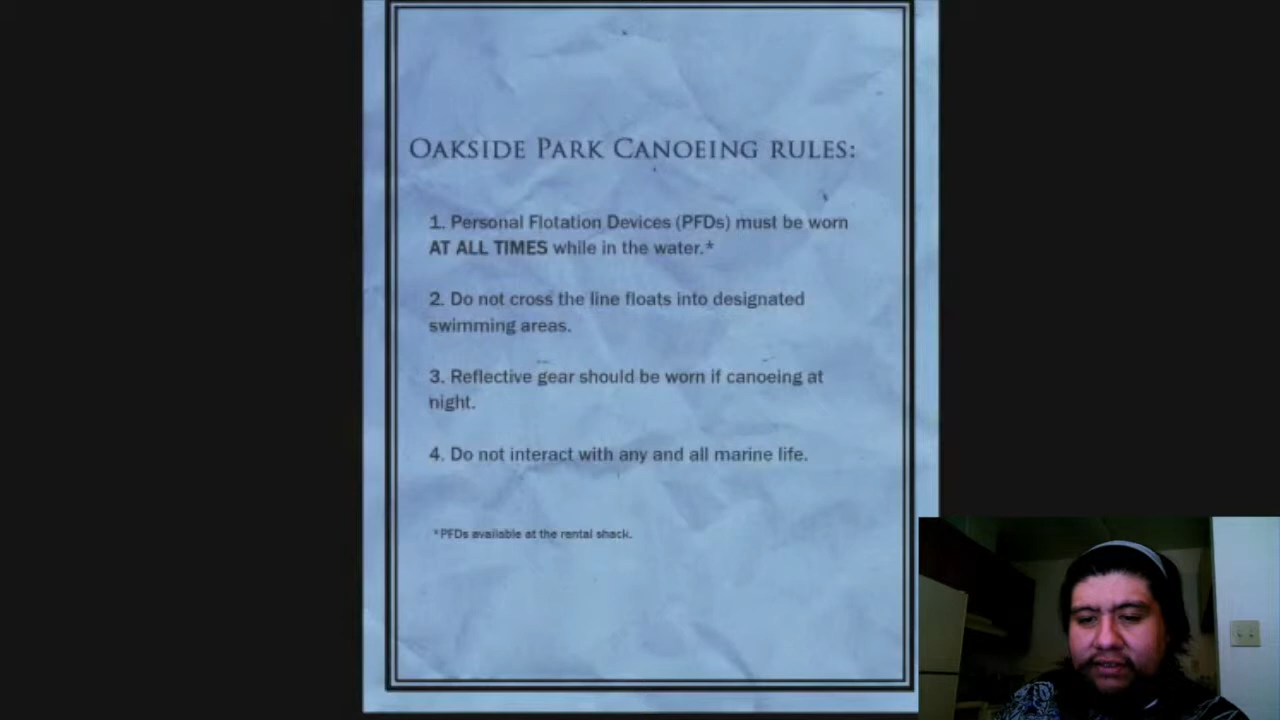 OAKSIDE PARK CANOEING RULES:
1. Personal Flotation Devices (PFDs) must be worn
AT ALL TIMES while in the water.*
2. Do not cross the line floats into designated
swimming areas.
3. Reflective gear should be worn if canoeing at
night.
4. Do not interact with any and all marine life.
*PFDs available at the rental shack.